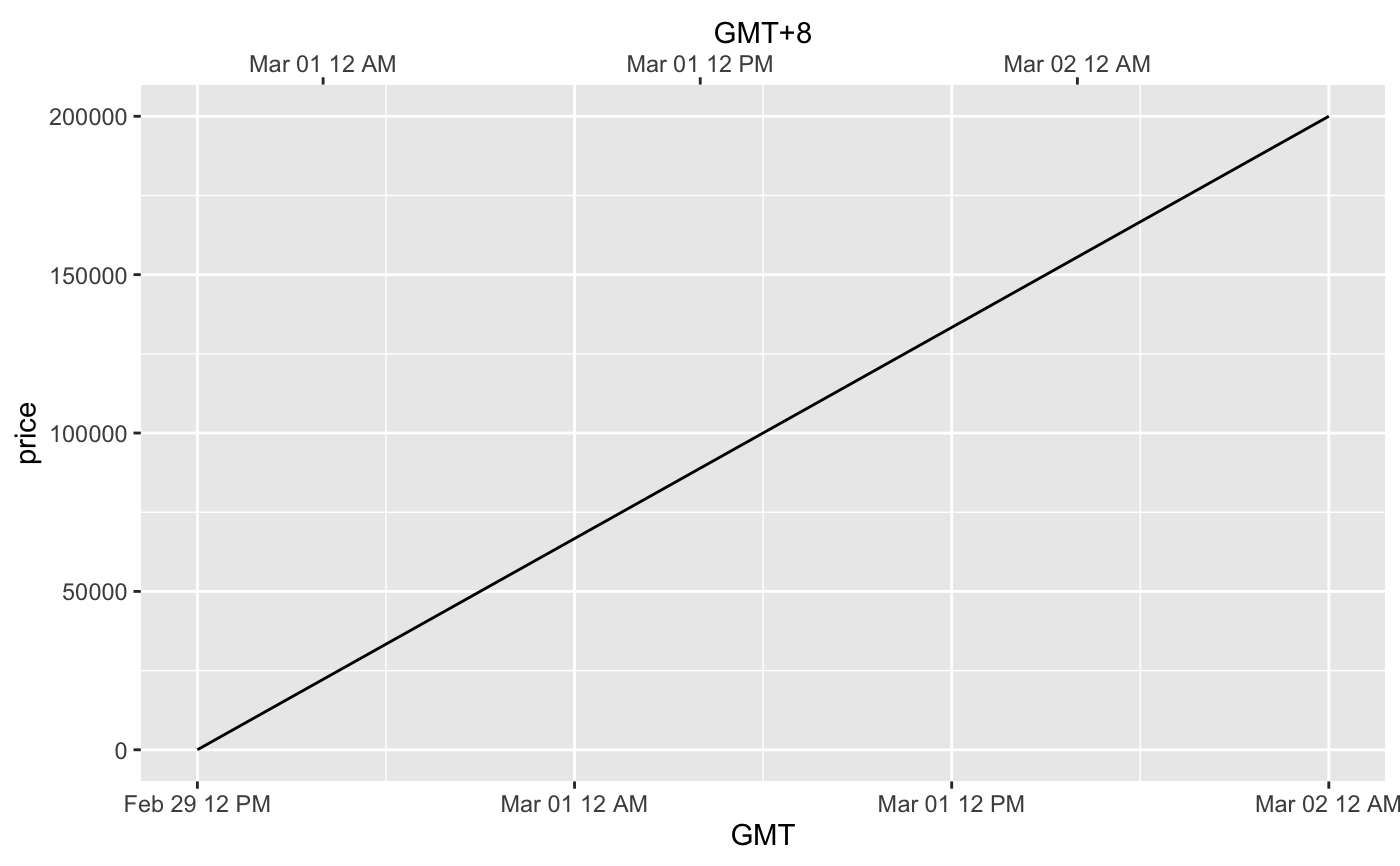 GMT+8
Mar 01 12 AM Mar 01 12 PM Mar 02 12 AM
200000
150000
100000
50000
0
price
Feb 29 12 PM Mar 01 12 AM Mar 01 12 PM Mar 02 12 AM
GMT